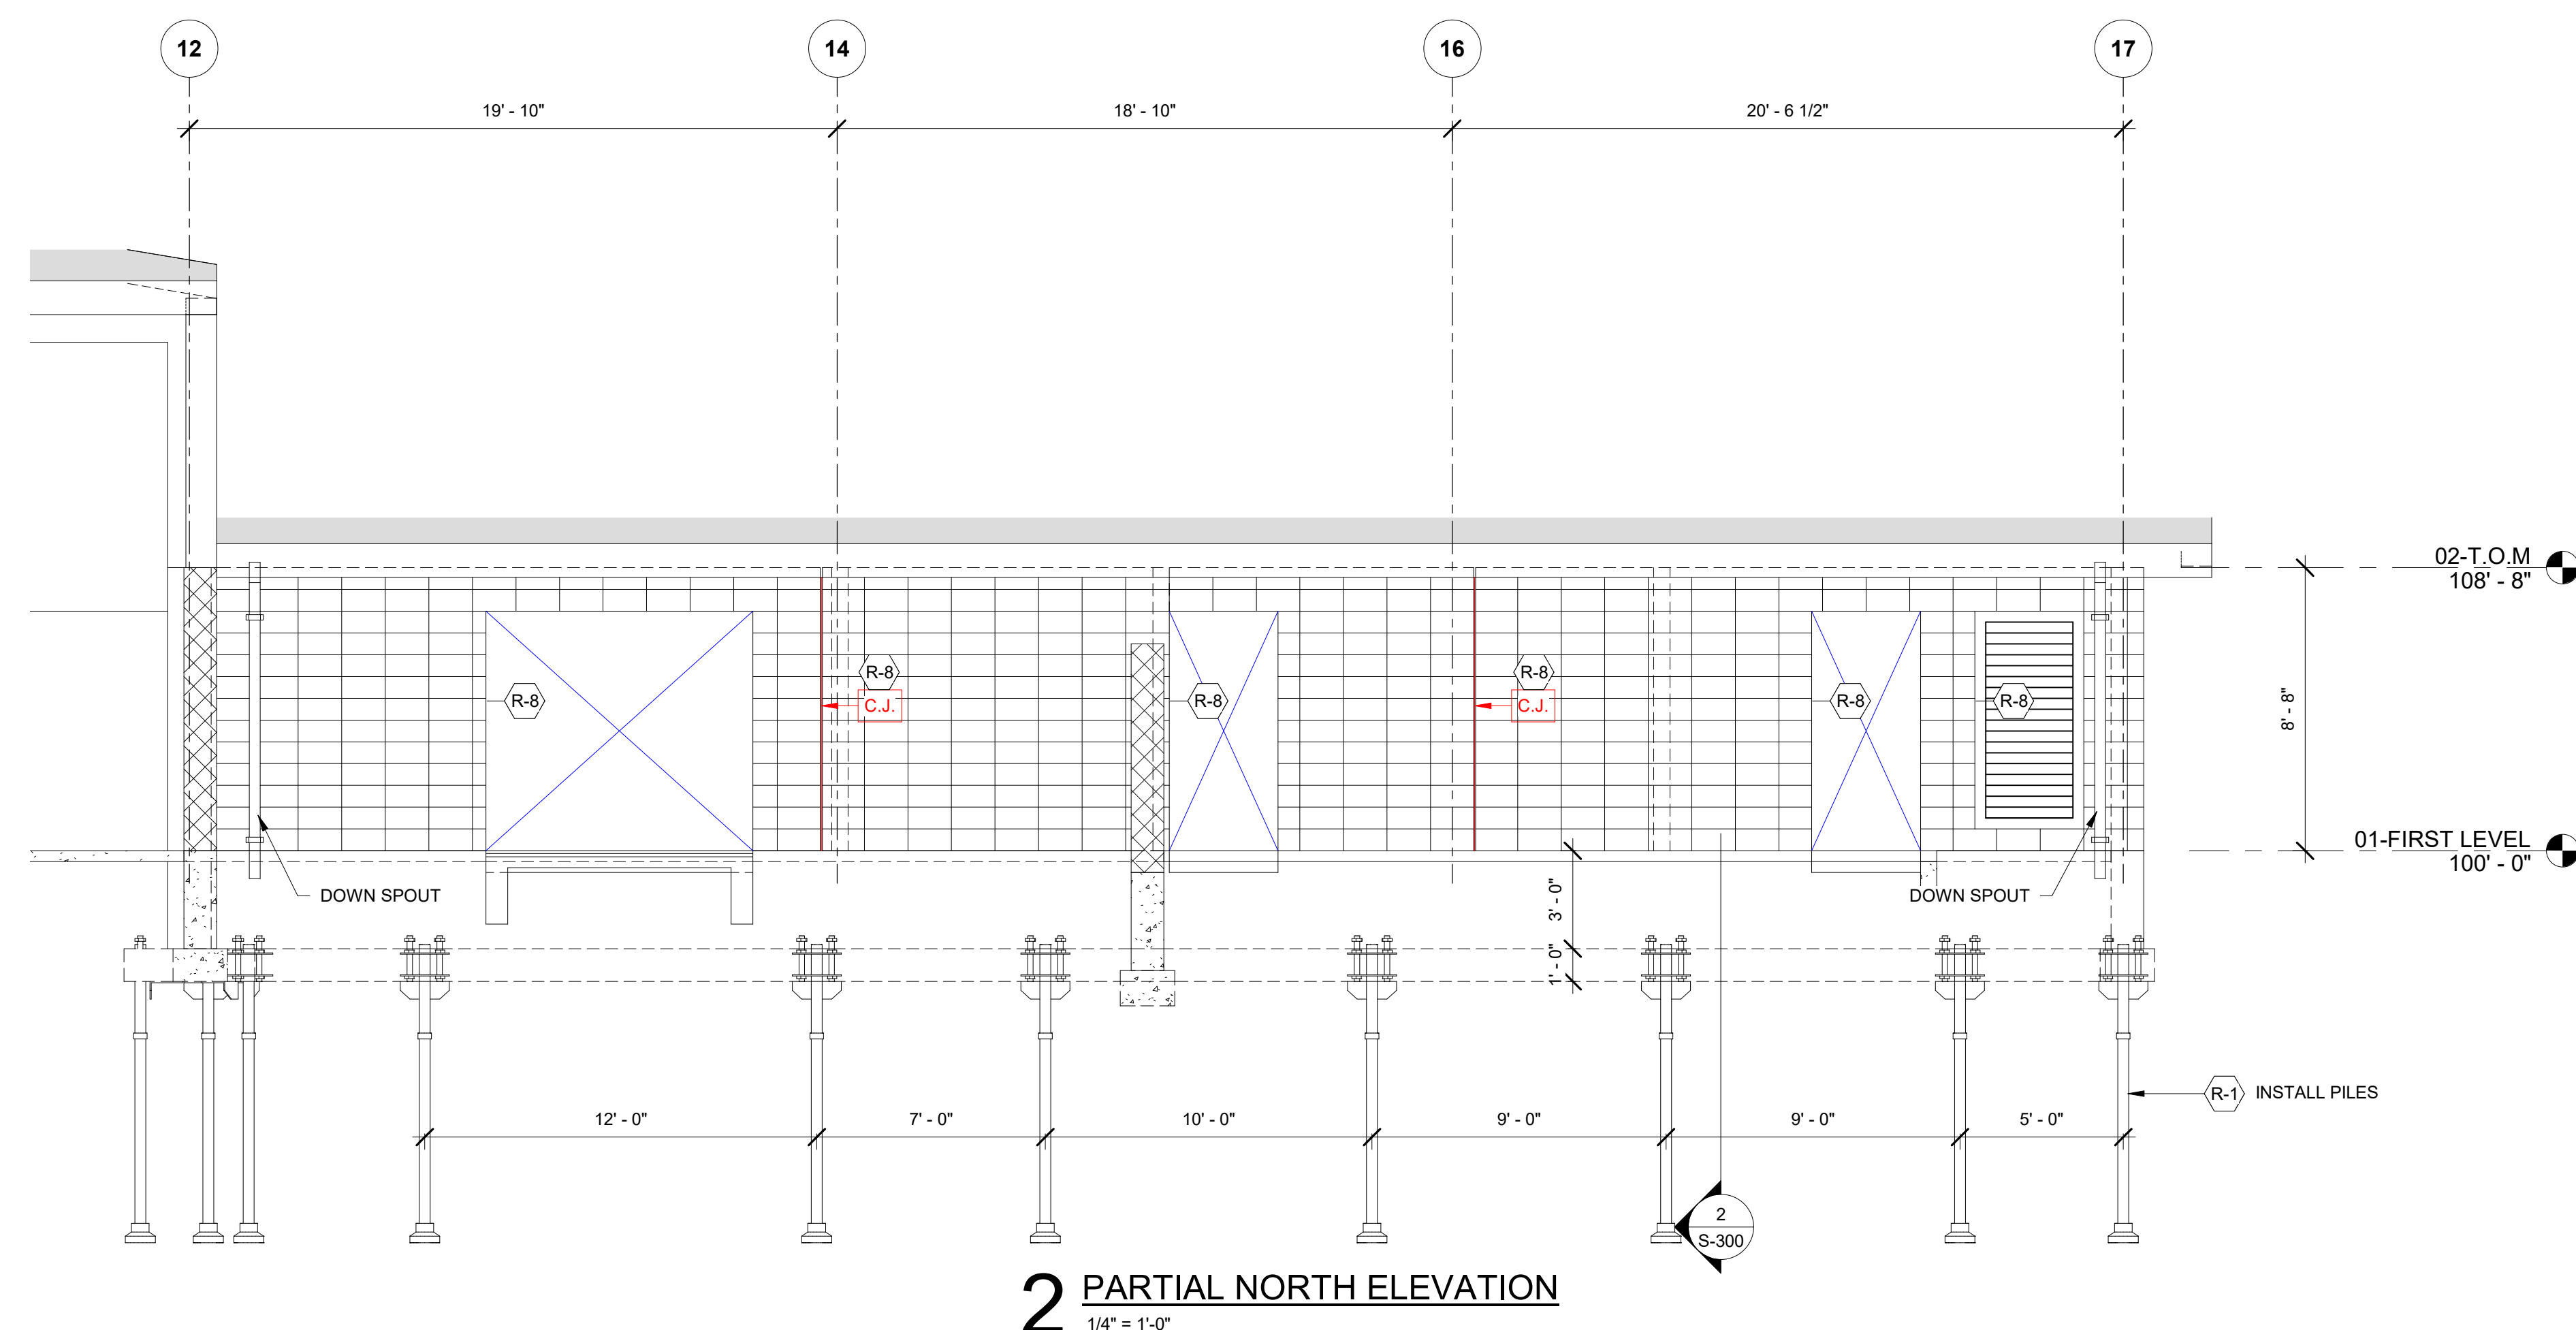 12
14
16
17
19' - 10"
18' - 10"
20' - 6 1/2"
02-T.O.M
108' - 8"
R-8
R-8
C.J.
R-8
R-8
C.J.
R-8
R-8
8' - 8"
01-FIRST LEVEL
100' - 0"
DOWN SPOUT
DOWN SPOUT
3' - 0"
1' - 0"
R-1
INSTALL PILES
12' - 0"
7' - 0"
10' - 0"
9' - 0"
9' - 0"
5' - 0"
2
S-300
2
PARTIAL NORTH ELEVATION
1/4" = 1'-0"